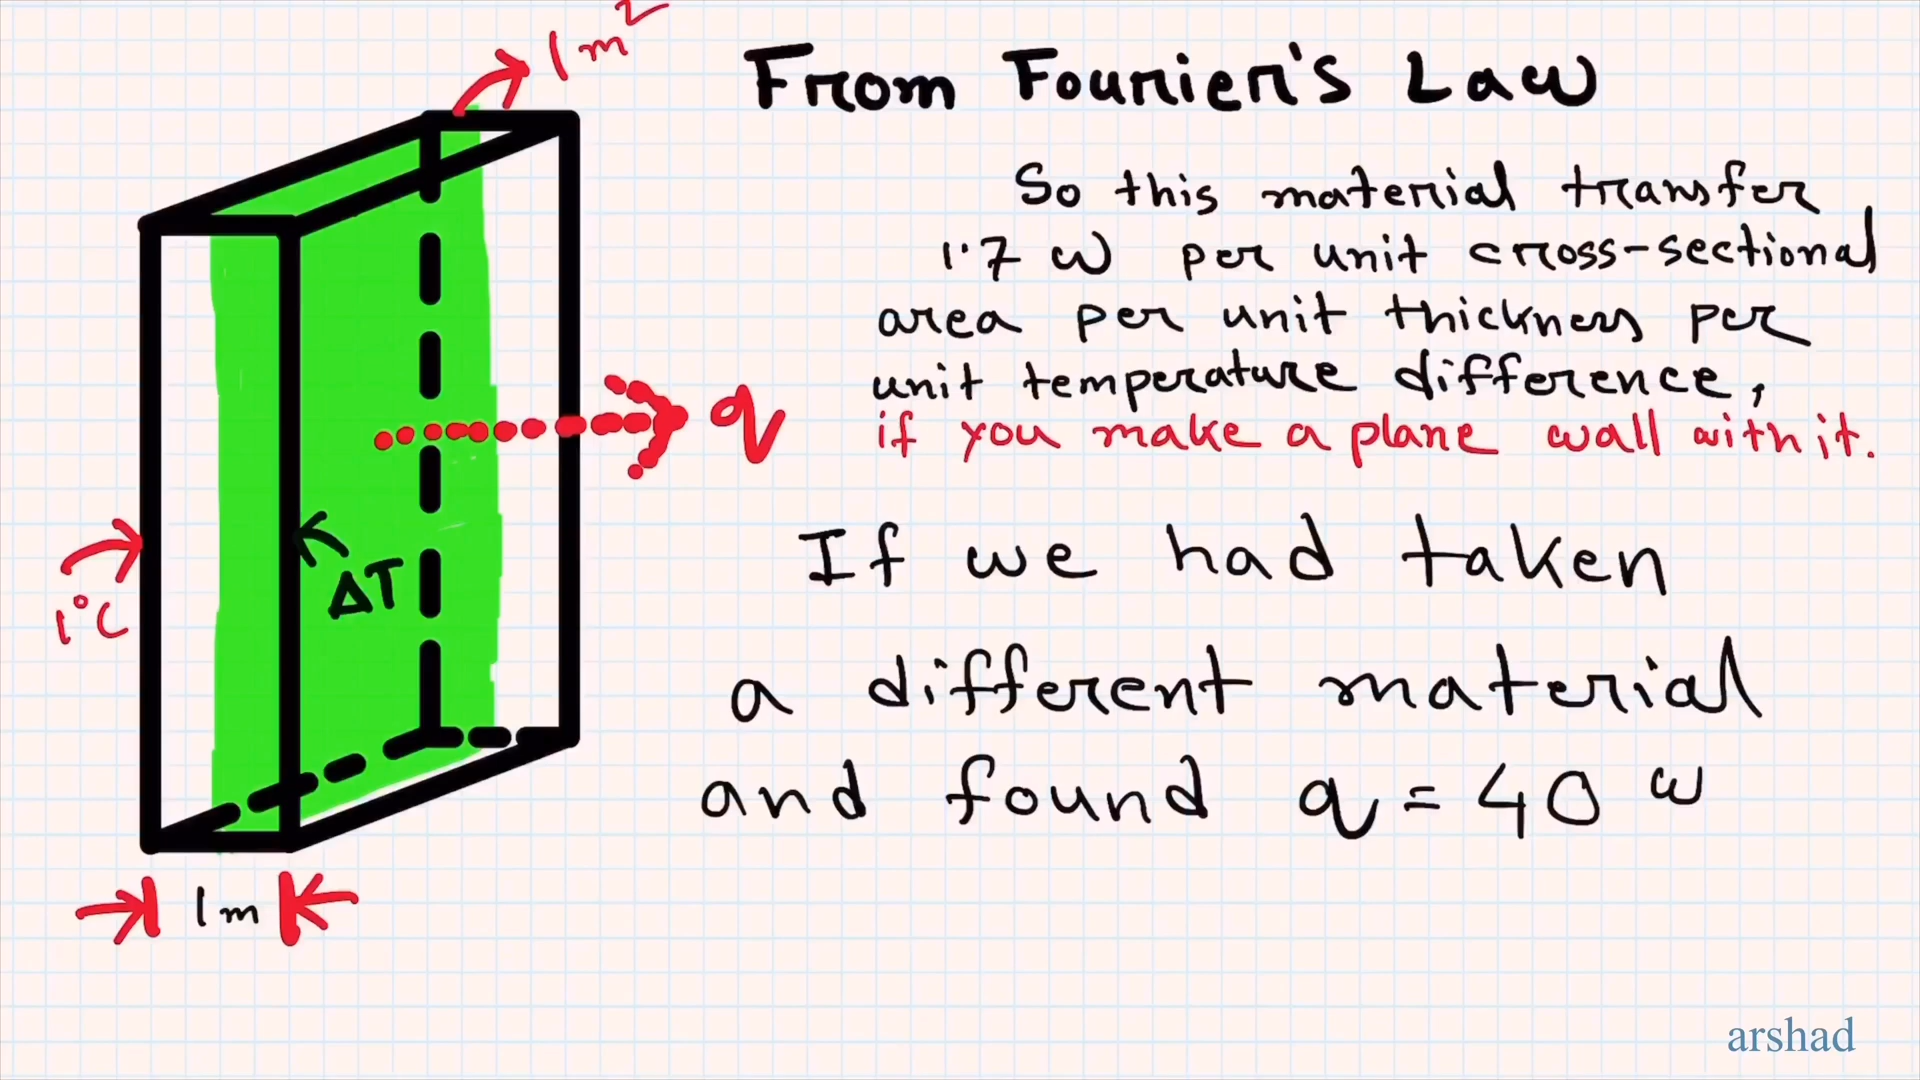 1 m²
From Fourier's Law
So this material transfer
1.7 w per unit cross-sectional
area per unit thickness per
unit temperature difference,
if you make a plane wall with it.
q
ΔT
1°C
If we had taken
a different material
and found q = 40 w
1m
arshad